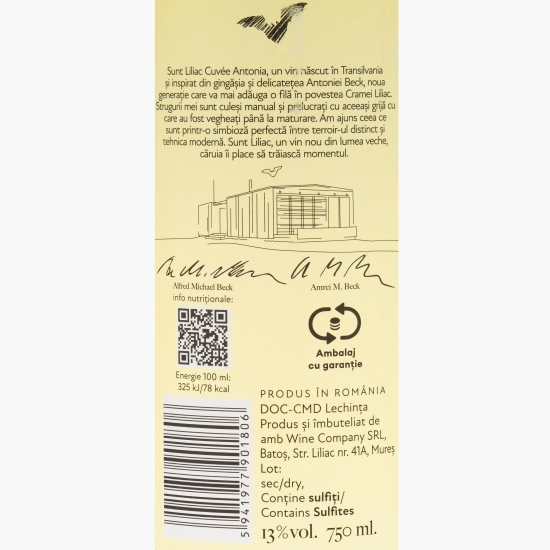 Sunt Liliac Cuvée Antonia, un vin născut în Transilvania
și inspirat din gingășia și delicatețea Antoniei Beck, noua
generație care va mai adăuga o filă în povestea Cramei Liliac.
Strugurii mei sunt culeși manual și prelucrați cu aceeași grijă cu
care au fost vegheați până la maturare. Am ajuns ceea ce
sunt printr-o simbioză perfectă între terroir-ul distinct și
tehnica modernă. Sunt Liliac, un vin nou din lumea veche,
căruia îi place să trăiască momentul.
Alfred Michael Beck
Amrei M. Beck
info nutriționale:
Ambalaj
cu garanție
Energie 100 ml:
325 kJ/78 kcal
5941977901806
PRODUS ÎN ROMÂNIA
DOC-CMD Lechința
Produs și îmbuteliat de
amb Wine Company SRL,
Batoș, Str. Liliac nr. 41A, Mureș
Lot:
sec/dry,
Conține sulfiți/
Contains Sulfites
13%vol. 750 ml.